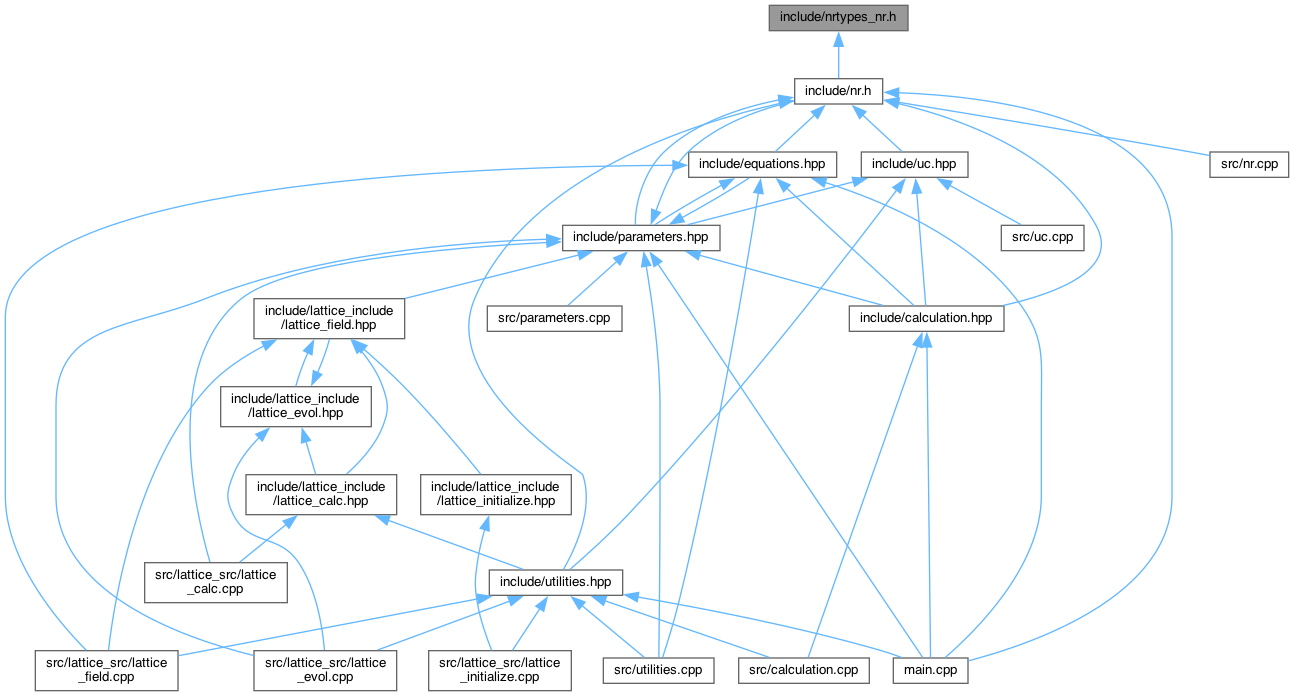 include/nrtypes_nr.h
include/nr.h
include/equations.hpp
include/uc.hpp
src/nr.cpp
include/parameters.hpp
src/uc.cpp
include/lattice_include
/lattice_field.hpp
src/parameters.cpp
include/calculation.hpp
include/lattice_include
/lattice_evol.hpp
include/lattice_include
/lattice_calc.hpp
include/lattice_include
/lattice_initialize.hpp
src/lattice_src/lattice
_calc.cpp
include/utilities.hpp
src/lattice_src/lattice
_field.cpp
src/lattice_src/lattice
_evol.cpp
src/lattice_src/lattice
_initialize.cpp
src/utilities.cpp
src/calculation.cpp
main.cpp